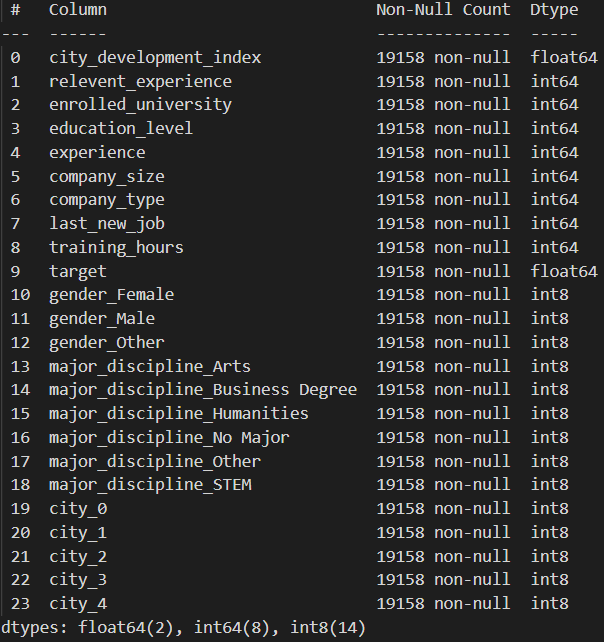 #   Column                            Non-Null Count  Dtype
---  ------                            --------------  -----
0   city_development_index            19158 non-null  float64
1   relevent_experience               19158 non-null  int64
2   enrolled_university               19158 non-null  int64
3   education_level                   19158 non-null  int64
4   experience                        19158 non-null  int64
5   company_size                      19158 non-null  int64
6   company_type                      19158 non-null  int64
7   last_new_job                      19158 non-null  int64
8   training_hours                    19158 non-null  int64
9   target                            19158 non-null  float64
10  gender_Female                     19158 non-null  int8
11  gender_Male                       19158 non-null  int8
12  gender_Other                      19158 non-null  int8
13  major_discipline_Arts             19158 non-null  int8
14  major_discipline_Business Degree  19158 non-null  int8
15  major_discipline_Humanities       19158 non-null  int8
16  major_discipline_No Major         19158 non-null  int8
17  major_discipline_Other            19158 non-null  int8
18  major_discipline_STEM             19158 non-null  int8
19  city_0                            19158 non-null  int8
20  city_1                            19158 non-null  int8
21  city_2                            19158 non-null  int8
22  city_3                            19158 non-null  int8
23  city_4                            19158 non-null  int8
dtypes: float64(2), int64(8), int8(14)